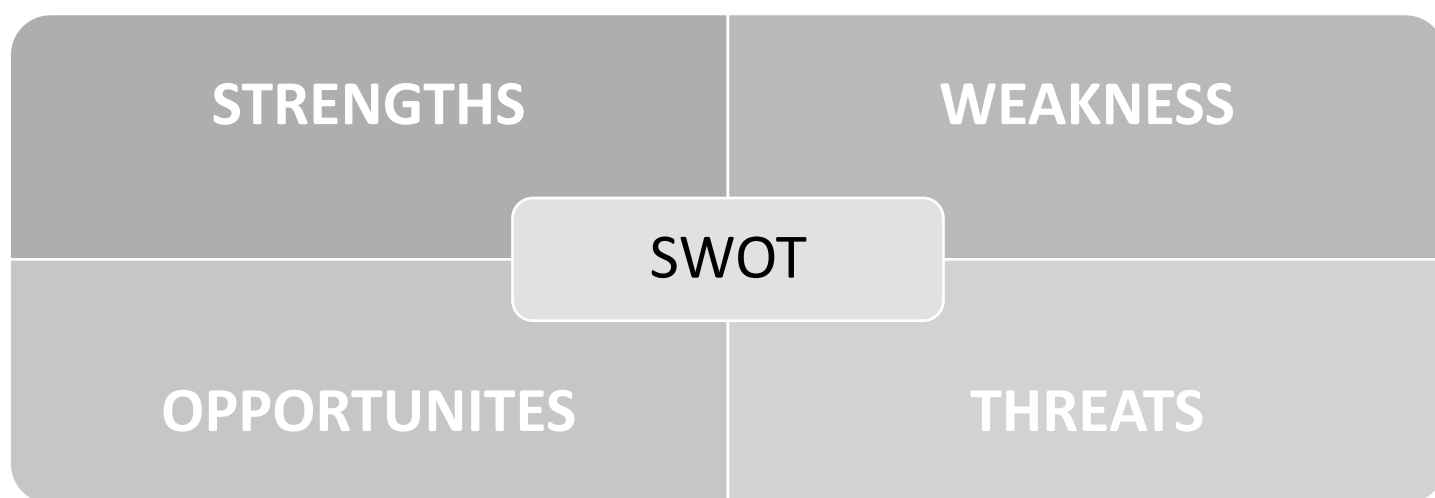 STRENGTHS
WEAKNESS
SWOT
OPPORTUNITES
THREATS